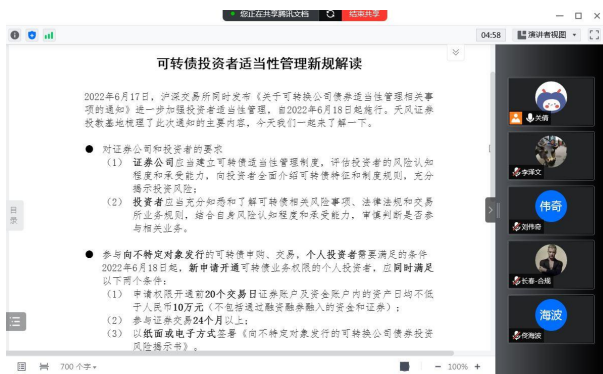 您正在共享腾讯文档 结束共享
04:58 演讲者视图
可转债投资者适当性管理新规解读
2022年6月17日，沪深交易所同时发布《关于可转换公司债券适当性管理相关事
项的通知》进一步加强投资者适当性管理，自2022年6月18日起施行。天风证券
投教基地梳理了此次通知的主要内容，今天我们一起来了解一下。
● 对证券公司和投资者的要求
（1） 证券公司应当建立可转债适当性管理制度，评估投资者的风险认知
程度和承受能力，向投资者全面介绍可转债特征和制度规则，充分
揭示投资风险；
（2） 投资者应当充分知悉和了解可转债相关风险事项、法律法规和交易
所业务规则，结合自身风险认知程度和承受能力，审慎判断是否参
与相关业务。
● 参与向不特定对象发行的可转债申购、交易，个人投资者需要满足的条件
2022年6月18日起，新申请开通可转债业务权限的个人投资者，应同时满足
以下两个条件：
（1） 申请权限开通前20个交易日证券账户及资金账户内的资产日均不低
于人民币10万元（不包括通过融资融券融入的资金和证券）；
（2） 参与证券交易24个月以上；
（3） 以纸面或电子方式签署《向不特定对象发行的可转换公司债券投资
风险揭示书》。
目录
700 个字
− 100% +
关倩
李泽文
伟奇
刘伟奇
长春-合规
海波
佟海波